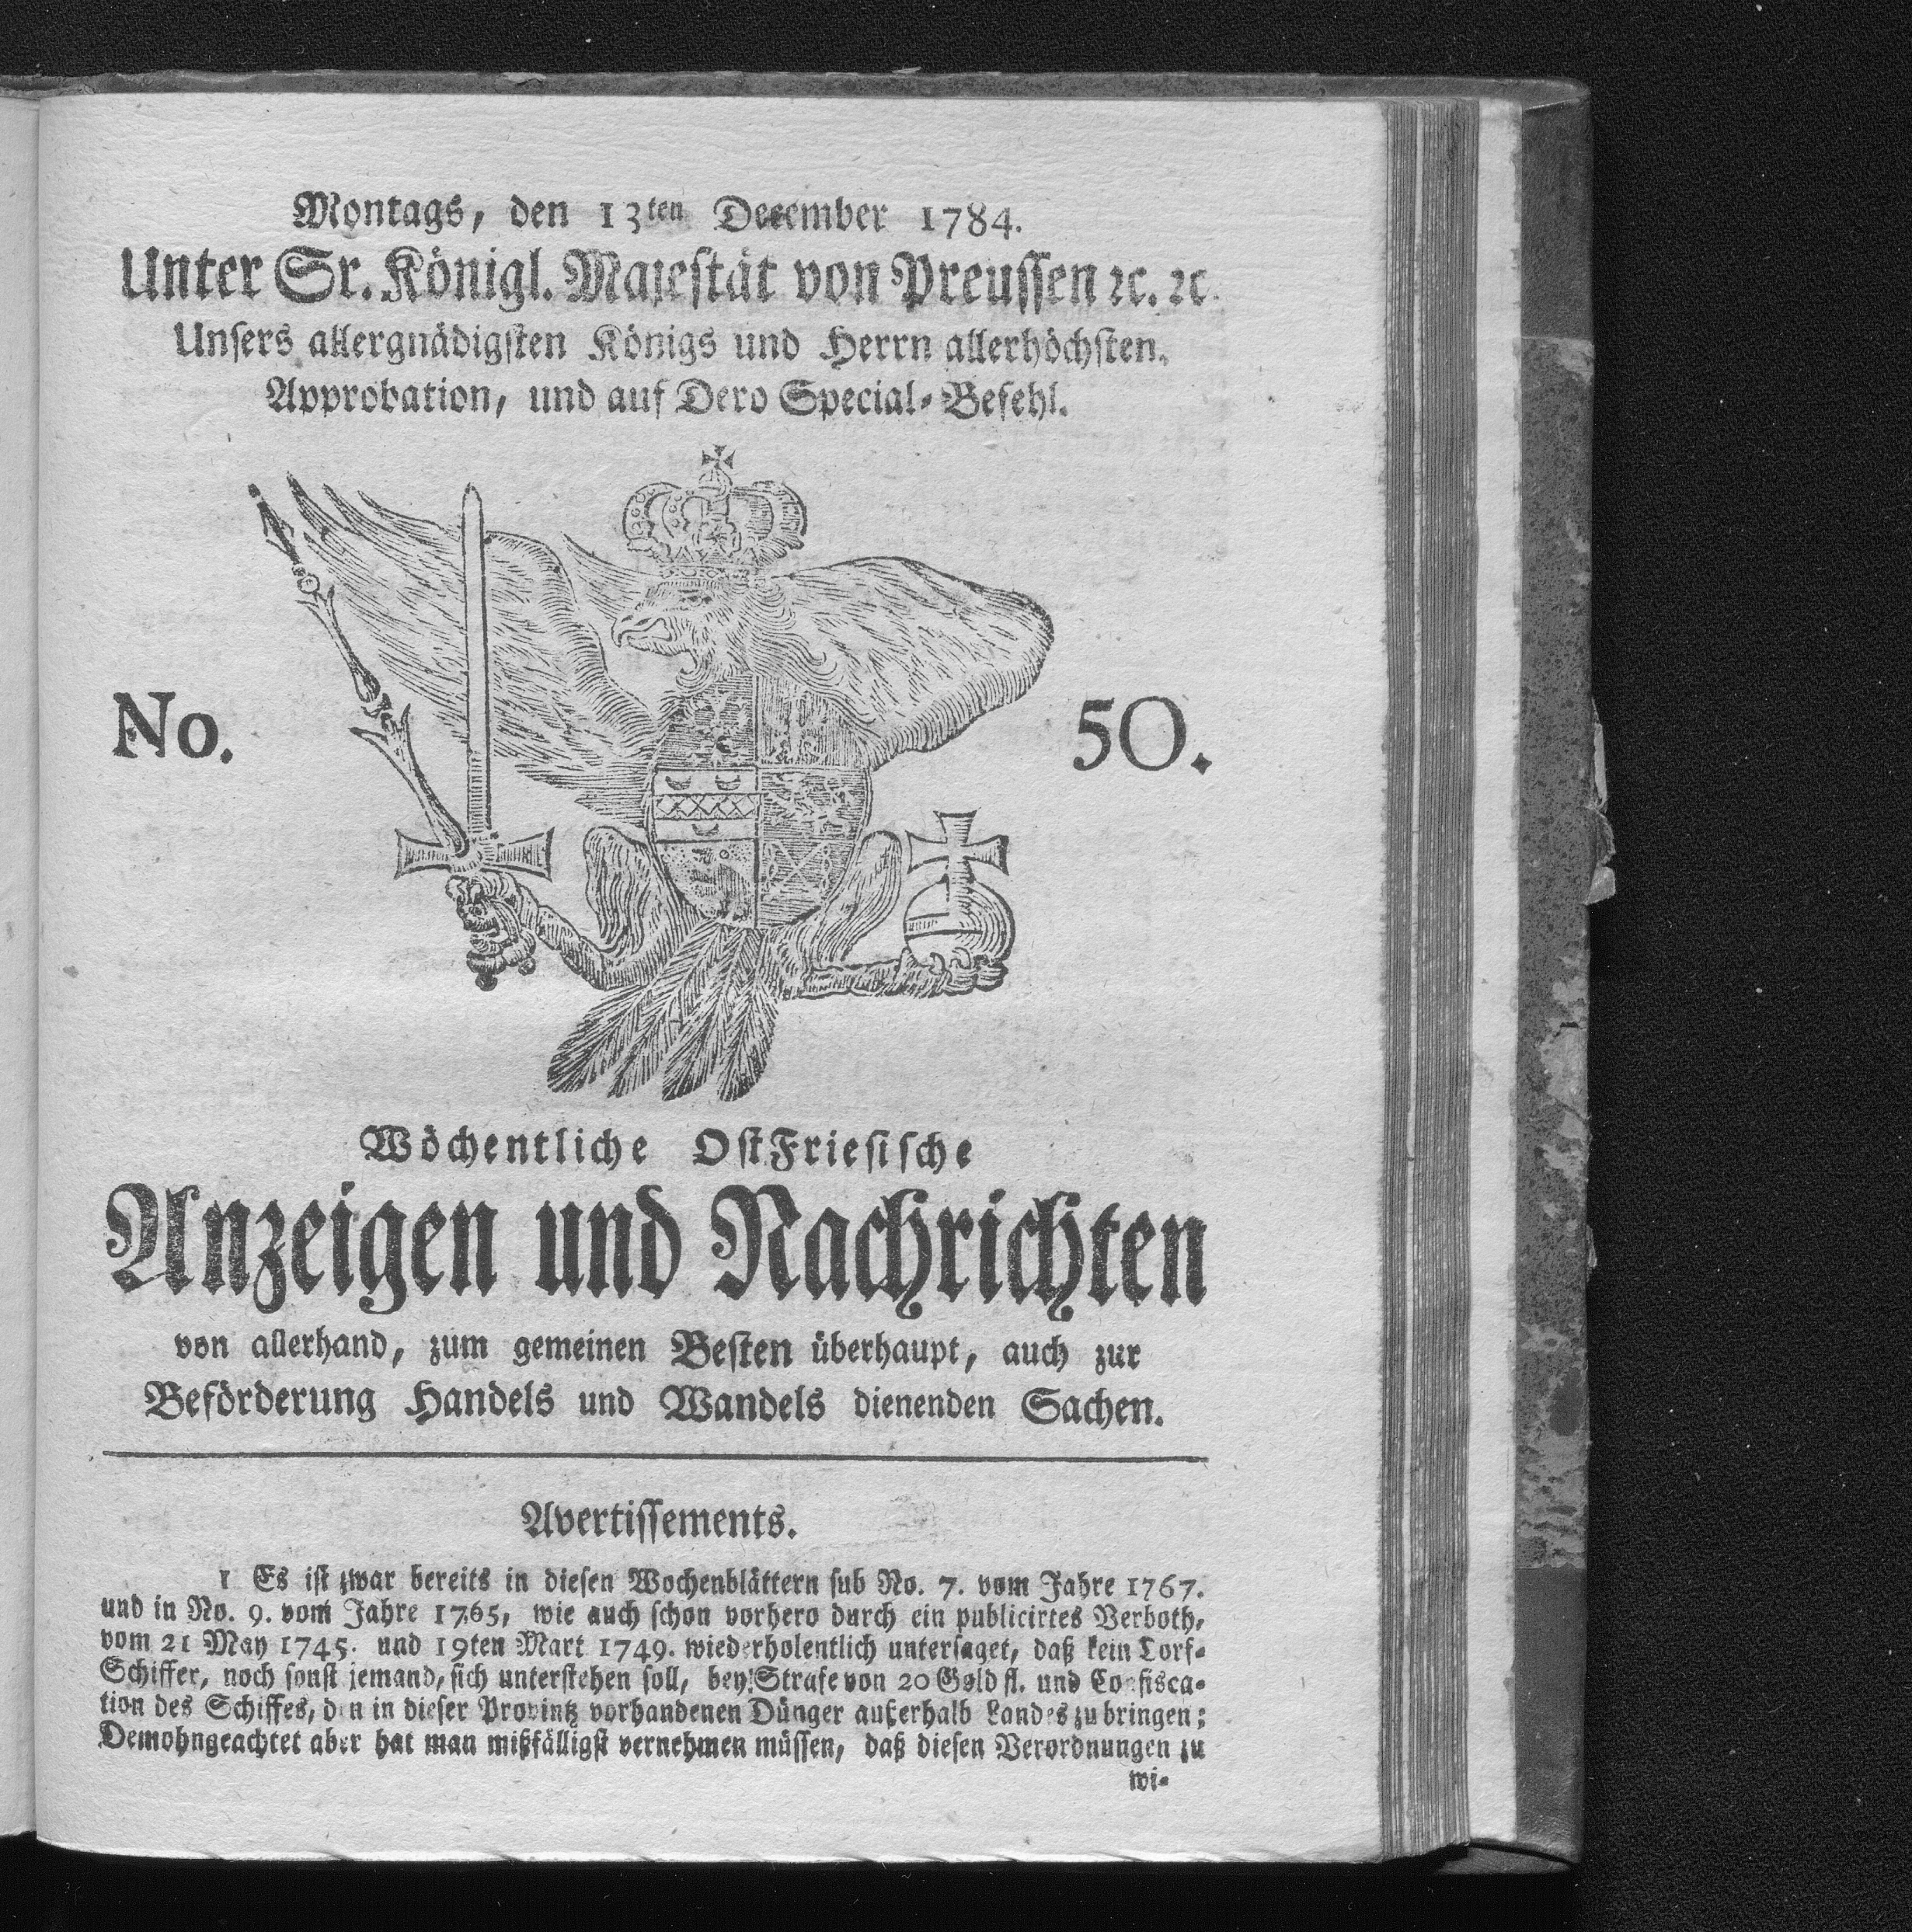 Montags, den 13ten December 1784.
Unter Sr. Königl. Majestät von Preussen ꝛc. ꝛc.
Unsers allergnädigsten Königs und Herrn allerhöchsten.
Approbation, und auf Dero Special-Befehl.
No. 50.
Wöchentliche OstFriesische
Anzeigen und Nachrichten
von allerhand, zum gemeinen Besten überhaupt, auch zur
Beförderung Handels und Wandels dienenden Sachen.
Avertissements.
1 Es ist zwar bereits in diesen Wochenblättern sub No. 7. vom Jahre 1767.
und in No. 9. vom Jahre 1765, wie auch schon vorhero durch ein publicirtes Verboth,
vom 21 May 1745. und 19ten Mart 1749. wiederholentlich untersaget, daß kein Torf-
Schiffer, noch sonst jemand, sich unterstehen soll, bey Strafe von 20 Gold fl. und Confisca-
tion des Schiffes, den in dieser Provintz vorhandenen Dünger außerhalb Landes zu bringen;
Demohngeachtet aber hat man mißfälligst vernehmen müssen, daß diesen Verordnungen zu
wi-